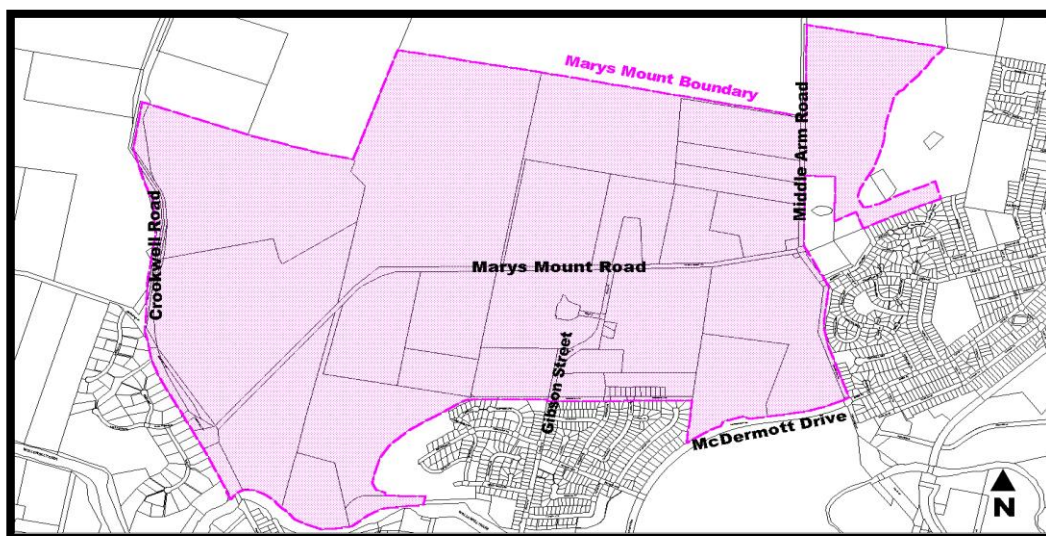 Marys Mount Boundary
Middle Arm Road
Crookwell Road
Marys Mount Road
Gibson Street
McDermott Drive
N